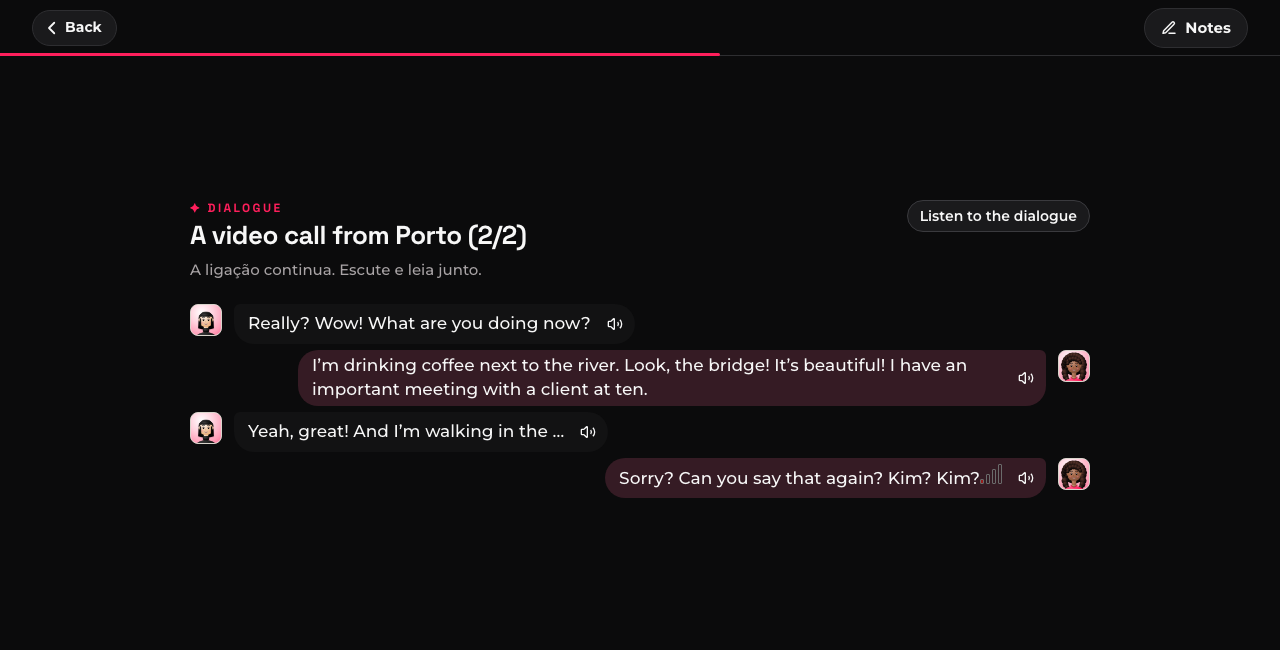 Back
Notes
DIALOGUE
A video call from Porto (2/2)
Listen to the dialogue
A ligação continua. Escute e leia junto.
Really? Wow! What are you doing now?
I’m drinking coffee next to the river. Look, the bridge! It’s beautiful! I have an
important meeting with a client at ten.
Yeah, great! And I’m walking in the ...
Sorry? Can you say that again? Kim? Kim?